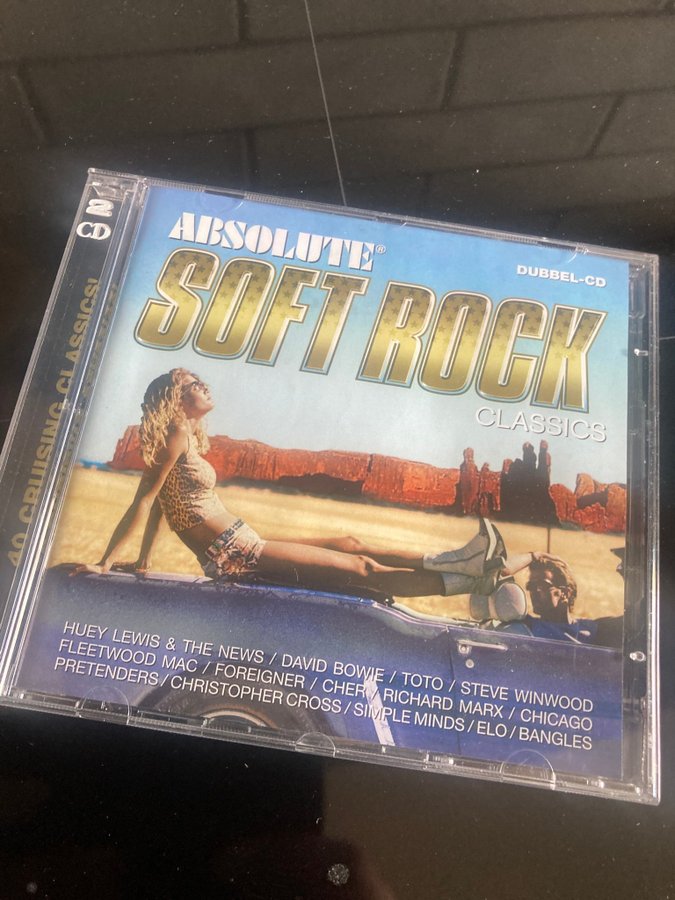 2
CD
40 CRUISING CLASSICS!
ABSOLUTE®
DUBBEL-CD
SOFT ROCK
CLASSICS
HUEY LEWIS & THE NEWS / DAVID BOWIE / TOTO / STEVE WINWOOD
FLEETWOOD MAC / FOREIGNER / CHER / RICHARD MARX / CHICAGO
PRETENDERS / CHRISTOPHER CROSS / SIMPLE MINDS / ELO / BANGLES